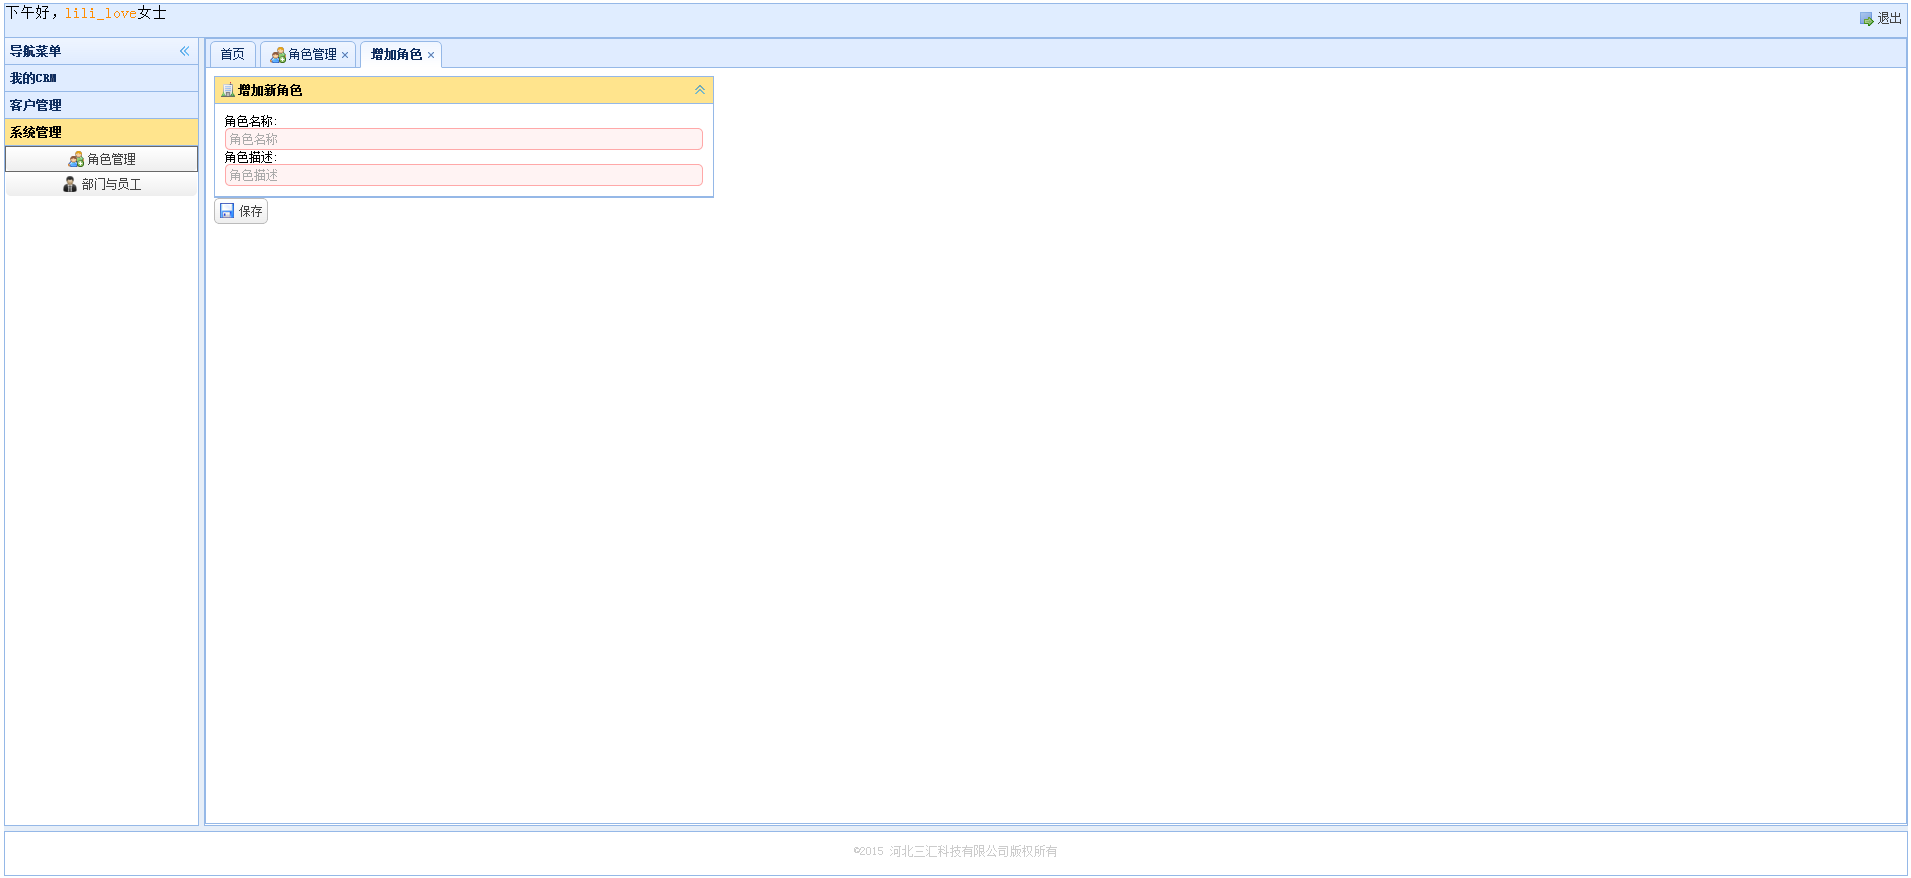 下午好，lili_love女士
退出
导航菜单
我的CRM
客户管理
系统管理
角色管理
部门与员工
首页 角色管理 增加角色
增加新角色
角色名称:
角色名称
角色描述:
角色描述
保存
©2015 河北三汇科技有限公司版权所有